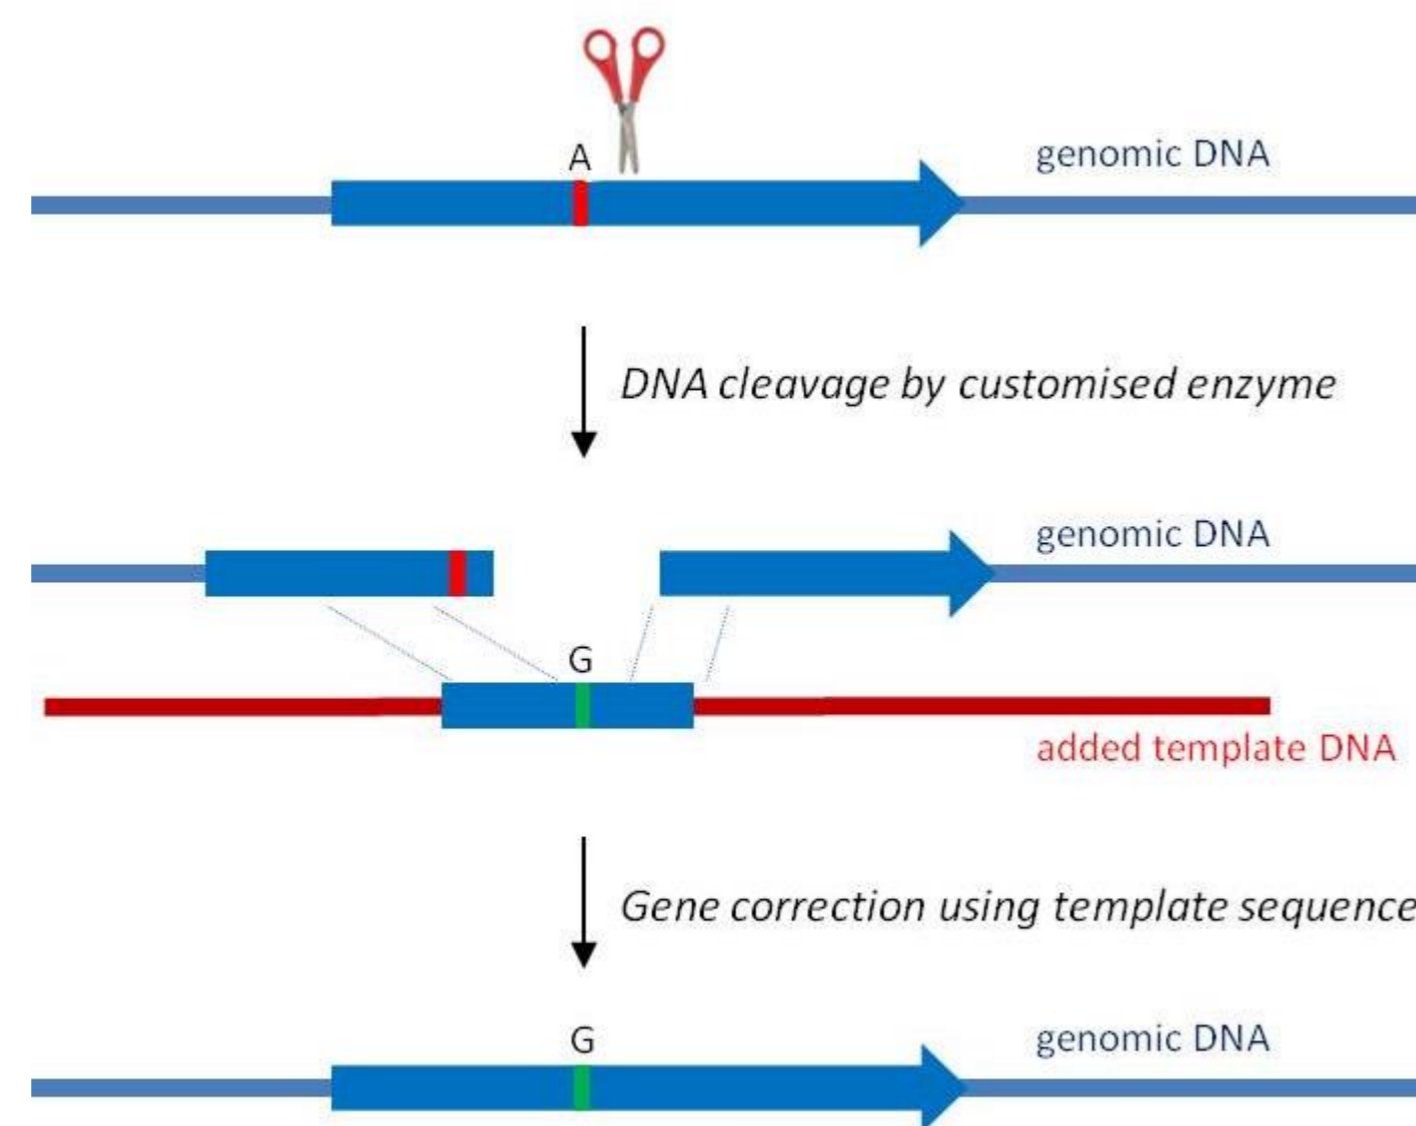 A
genomic DNA
DNA cleavage by customised enzyme
genomic DNA
G
added template DNA
Gene correction using template sequence
G
genomic DNA